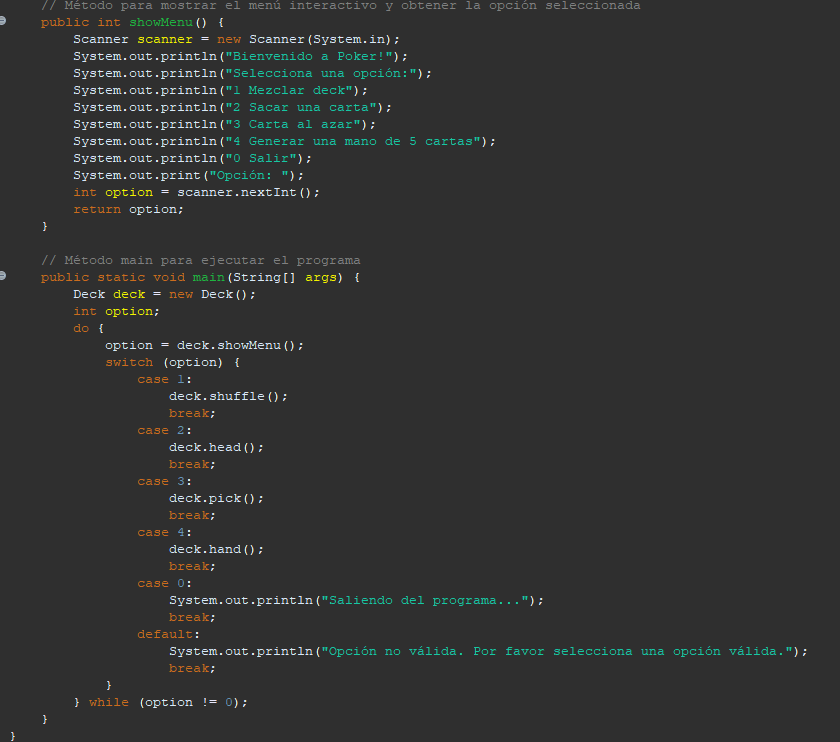 // Método para mostrar el menú interactivo y obtener la opción seleccionada
public int showMenu() {
Scanner scanner = new Scanner(System.in);
System.out.println("Bienvenido a Poker!");
System.out.println("Selecciona una opción:");
System.out.println("1 Mezclar deck");
System.out.println("2 Sacar una carta");
System.out.println("3 Carta al azar");
System.out.println("4 Generar una mano de 5 cartas");
System.out.println("0 Salir");
System.out.print("Opción: ");
int option = scanner.nextInt();
return option;
}
// Método main para ejecutar el programa
public static void main(String[] args) {
Deck deck = new Deck();
int option;
do {
option = deck.showMenu();
switch (option) {
case 1:
deck.shuffle();
break;
case 2:
deck.head();
break;
case 3:
deck.pick();
break;
case 4:
deck.hand();
break;
case 0:
System.out.println("Saliendo del programa...");
break;
default:
System.out.println("Opción no válida. Por favor selecciona una opción válida.");
break;
}
} while (option != 0);
}
}